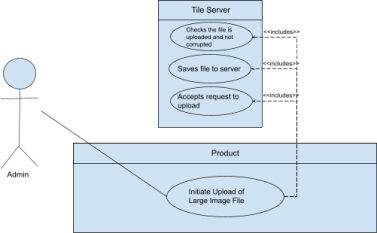 Tile Server
Checks the file is
uploaded and not
corrupted
<<includes>>
Saves file to server
<<includes>>
Accepts request to
upload
<<includes>>
Admin
Product
Initiate Upload of
Large Image File